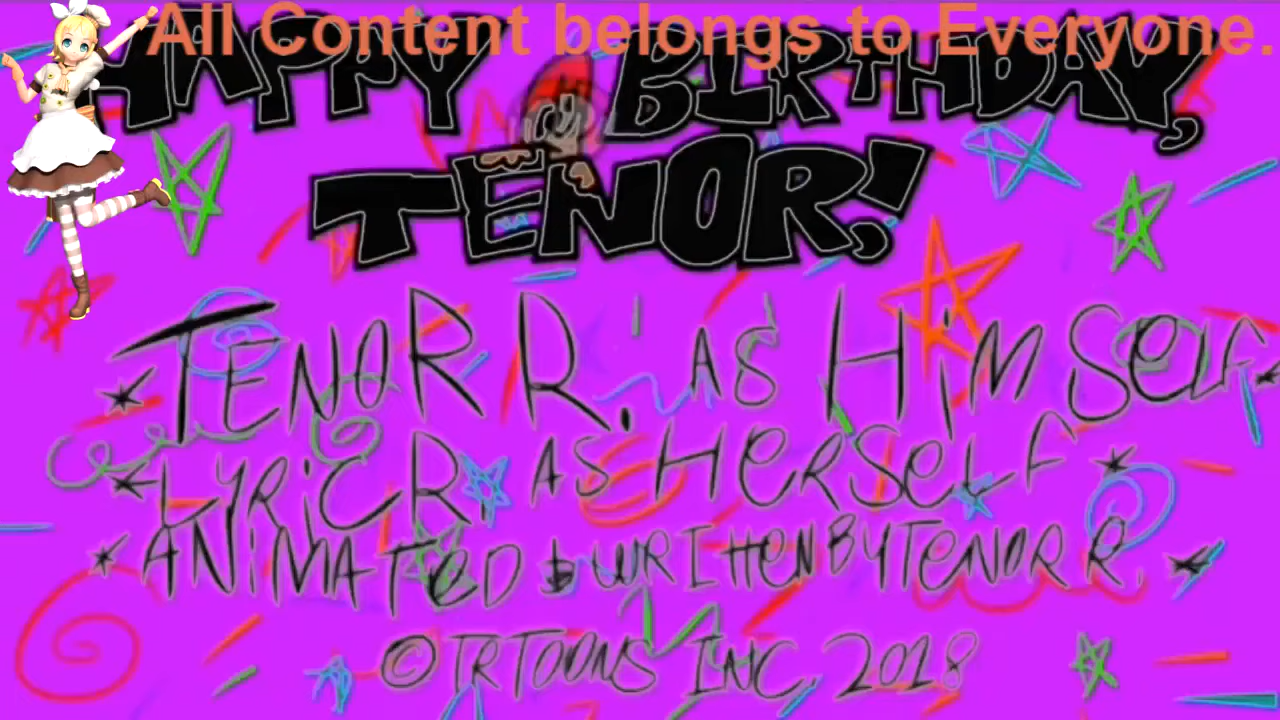 All Content belongs to Everyone.
HAPPY BIRTHDAY,
TENOR!
TENOR R. AS HiMSELF
LYRiC R. AS HERSELF
ANiMATED & WRITTEN BY TENOR R.
© TRTOONS INC. 2018